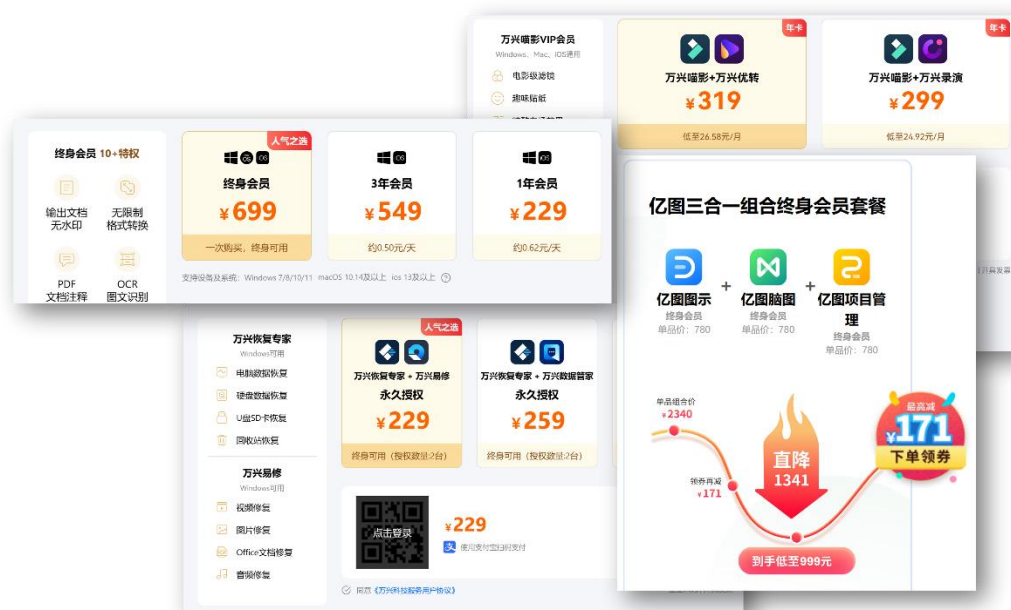 万兴喵影VIP会员
Windows、Mac、iOS通用
电影级滤镜
趣味贴纸
年卡
万兴喵影+万兴优转
¥319
低至26.58元/月
年卡
万兴喵影+万兴录演
¥299
低至24.92元/月
终身会员 10+特权
输出文档
无水印
无限制
格式转换
PDF
文档注释
OCR
图文识别
人气之选
终身会员
¥699
一次购买，终身可用
iOS
3年会员
¥549
约0.50元/天
iOS
1年会员
¥229
约0.62元/天
支持设备及系统：Windows 7/8/10/11 macOS 10.14及以上 ios 13及以上
万兴恢复专家
Windows可用
电脑数据恢复
硬盘数据恢复
U盘SD卡恢复
回收站恢复
万兴易修
Windows可用
视频修复
图片修复
Office文档修复
音频修复
人气之选
万兴恢复专家 + 万兴易修
永久授权
¥229
终身可用（授权数量:2台）
万兴恢复专家 + 万兴数据管家
永久授权
¥259
终身可用（授权数量:2台）
点击登录
¥229
支 使用支付宝扫码支付
同意《万兴科技服务用户协议》
亿图三合一组合终身会员套餐
亿图图示
终身会员
单品价：780
+
亿图脑图
终身会员
单品价：780
+
亿图项目管
理
终身会员
单品价：780
单品组合价
¥2340
领券再减
¥171
直降
1341
最高减
¥171
下单领券
到手低至999元